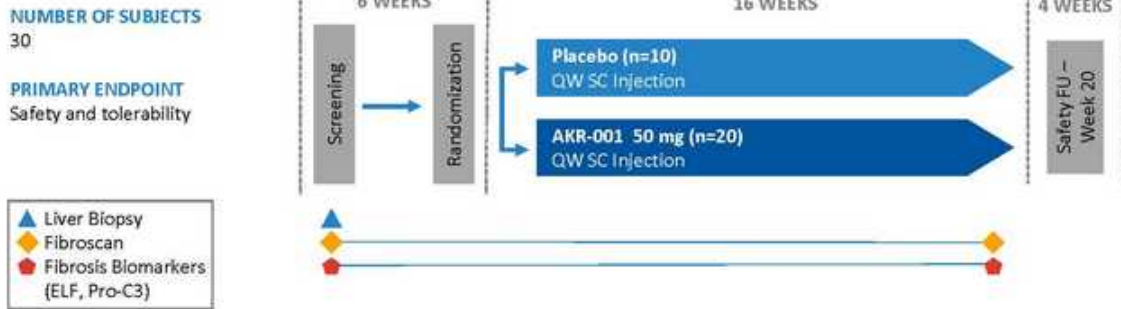 6 WEEKS
16 WEEKS
4 WEEKS
NUMBER OF SUBJECTS
30
PRIMARY ENDPOINT
Safety and tolerability
Screening
Randomization
Placebo (n=10)
QW SC Injection
AKR-001 50 mg (n=20)
QW SC Injection
Safety FU –
Week 20
Liver Biopsy
Fibroscan
Fibrosis Biomarkers
(ELF, Pro-C3)